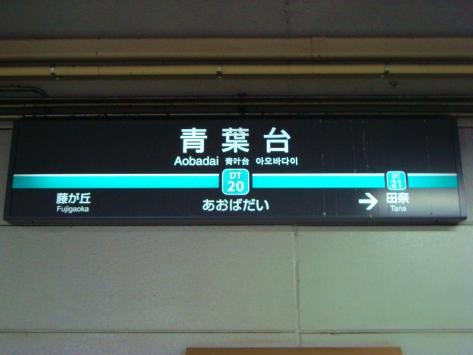 青葉台
Aobadai 青叶台 아오바다이
DT
20
DT
21
藤が丘
Fujigaoka
あおばだい
→ 田奈
Tana